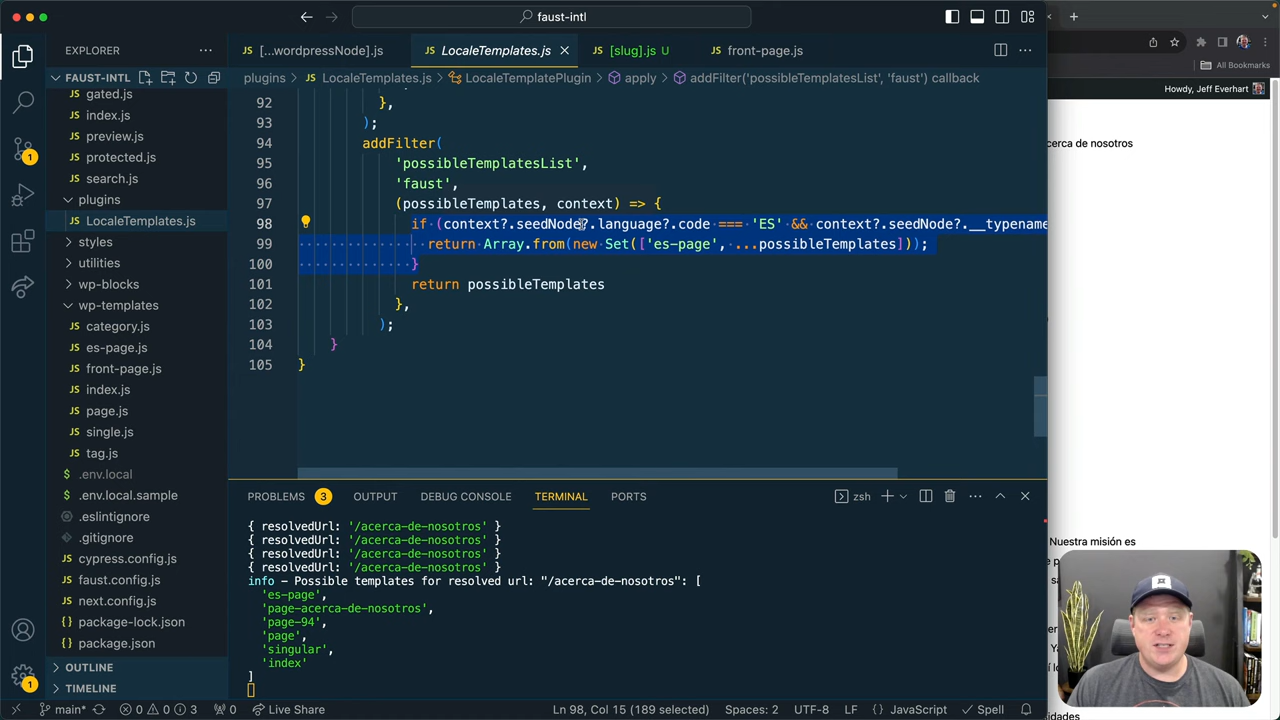 faust-intl
EXPLORER
[...wordpressNode].js
LocaleTemplates.js
[slug].js U
front-page.js
All Bookmarks
Howdy, Jeff Everhart
FAUST-INTL
plugins > LocaleTemplates.js > LocaleTemplatePlugin > apply > addFilter('possibleTemplatesList', 'faust') callback
gated.js
index.js
preview.js
protected.js
search.js
plugins
LocaleTemplates.js
styles
utilities
wp-blocks
wp-templates
category.js
es-page.js
front-page.js
index.js
page.js
single.js
tag.js
.env.local
.env.local.sample
.eslintignore
.gitignore
cypress.config.js
faust.config.js
next.config.js
package-lock.json
package.json
OUTLINE
TIMELINE
92 },
93 );
94 addFilter(
95 'possibleTemplatesList',
96 'faust',
97 (possibleTemplates, context) => {
98 if (context?.seedNode?.language?.code === 'ES' && context?.seedNode?.__typename
99 return Array.from(new Set(['es-page', ...possibleTemplates]));
100 }
101 return possibleTemplates
102 },
103 );
104 }
105 }
cerca de nosotros
PROBLEMS 3 OUTPUT DEBUG CONSOLE TERMINAL PORTS
zsh
{ resolvedUrl: '/acerca-de-nosotros' }
{ resolvedUrl: '/acerca-de-nosotros' }
{ resolvedUrl: '/acerca-de-nosotros' }
{ resolvedUrl: '/acerca-de-nosotros' }
info - Possible templates for resolved url: "/acerca-de-nosotros": [
'es-page',
'page-acerca-de-nosotros',
'page-94',
'page',
'singular',
'index'
]
Nuestra misión es
1
1
main* 0 0 3 0 Live Share
Ln 98, Col 15 (189 selected) Spaces: 2 UTF-8 LF {} JavaScript Spell